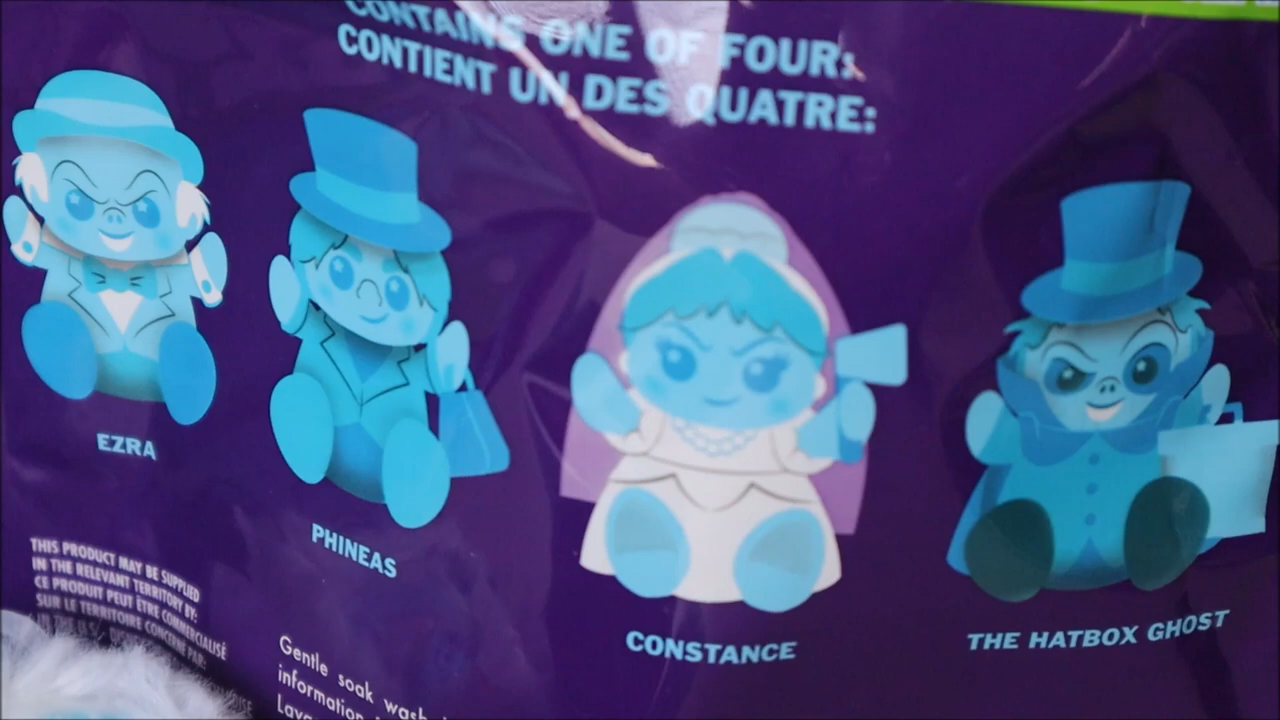 CONTAINS ONE OF FOUR:
CONTIENT UN DES QUATRE:
EZRA
PHINEAS
CONSTANCE
THE HATBOX GHOST
THIS PRODUCT MAY BE SUPPLIED
IN THE RELEVANT TERRITORY BY:
CE PRODUIT PEUT ÊTRE COMMERCIALISÉ
SUR LE TERRITOIRE CONCERNÉ PAR:
IN THE U.S.
Gentle soak wash
information